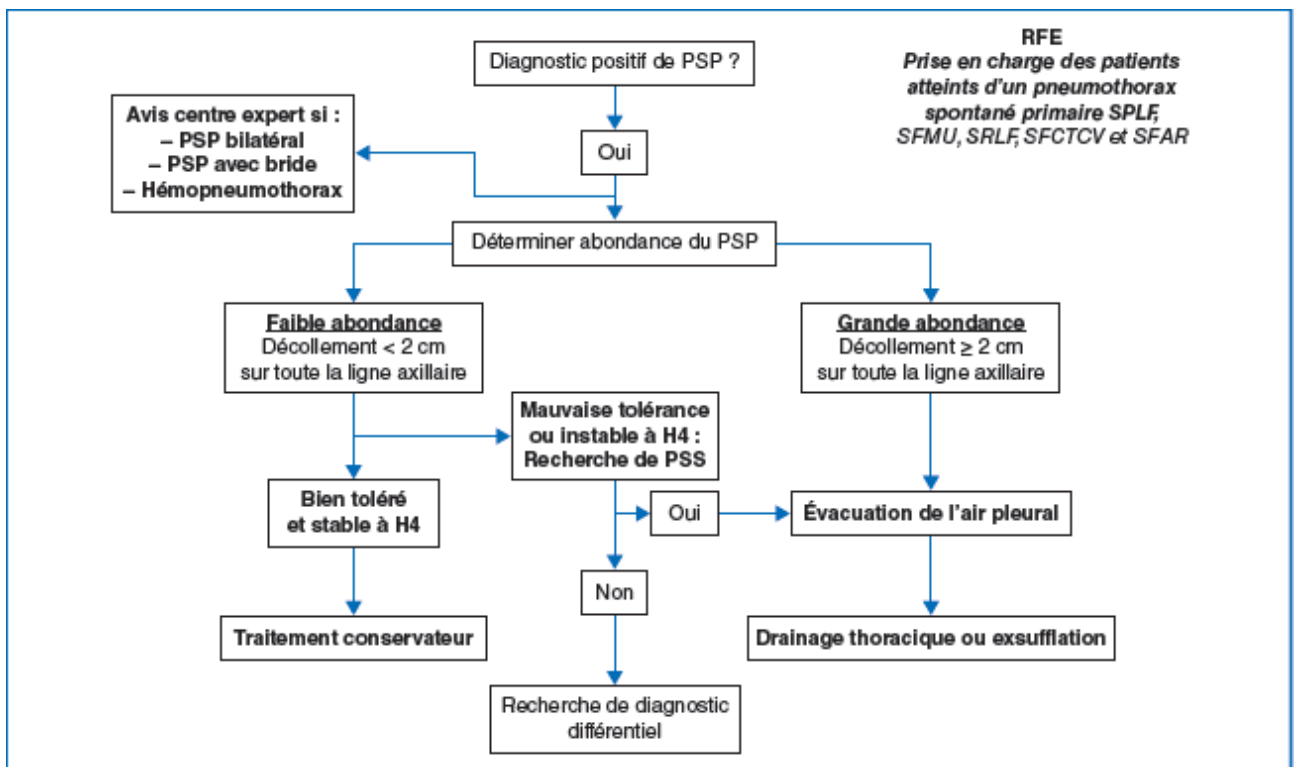 Diagnostic positif de PSP ?
RFE
Prise en charge des patients
atteints d'un pneumothorax
spontané primaire SPLF,
SFMU, SRLF, SFCTCV et SFAR
Avis centre expert si :
– PSP bilatéral
– PSP avec bride
– Hémopneumothorax
Oui
Déterminer abondance du PSP
Faible abondance
Décollement < 2 cm
sur toute la ligne axillaire
Grande abondance
Décollement ≥ 2 cm
sur toute la ligne axillaire
Mauvaise tolérance
ou instable à H4 :
Recherche de PSS
Bien toléré
et stable à H4
Oui
Évacuation de l'air pleural
Non
Traitement conservateur
Drainage thoracique ou exsufflation
Recherche de diagnostic
différentiel